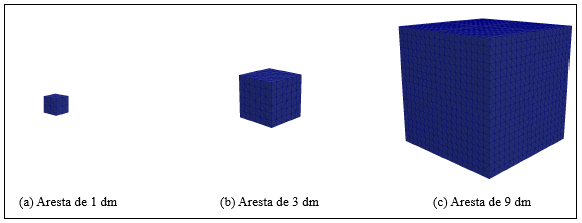 (a) Aresta de 1 dm
(b) Aresta de 3 dm
(c) Aresta de 9 dm